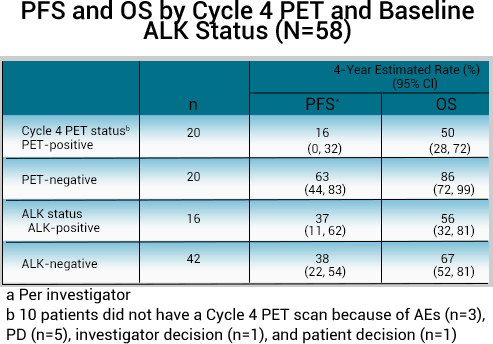 PFS and OS by Cycle 4 PET and Baseline
ALK Status (N=58)
4-Year Estimated Rate (%)
(95% CI)
n PFS* OS
Cycle 4 PET statusᵇ 20 16 50
PET-positive (0, 32) (28, 72)
PET-negative 20 63 86
(44, 83) (72, 99)
ALK status 16 37 56
ALK-positive (11, 62) (32, 81)
ALK-negative 42 38 67
(22, 54) (52, 81)
a Per investigator
b 10 patients did not have a Cycle 4 PET scan because of AEs (n=3),
PD (n=5), investigator decision (n=1), and patient decision (n=1)